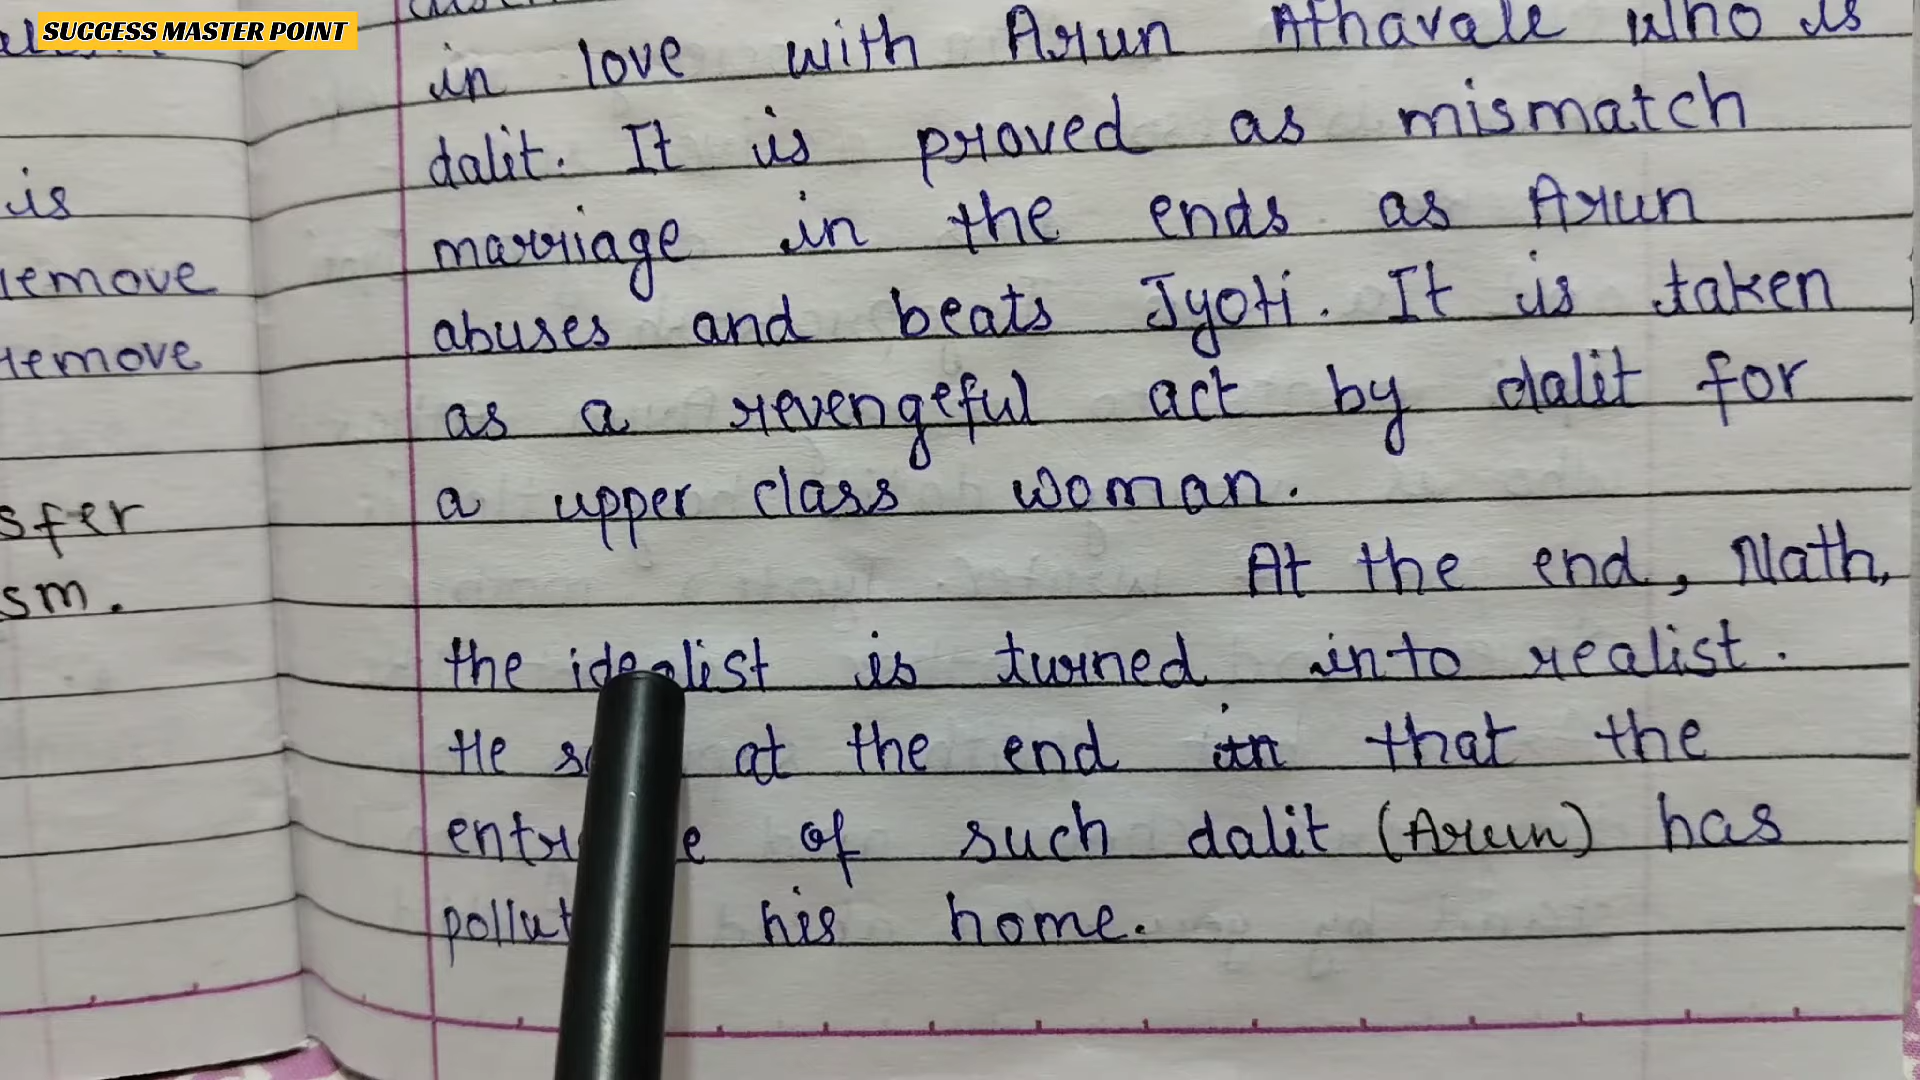 SUCCESS MASTER POINT
in love with Arun Athavale who is
dalit. It is proved as mismatch
is
marriage in the ends as Arun
remove
abuses and beats Jyoti. It is taken
remove
as a revengeful act by dalit for
a upper class woman.
sfer
At the end, Nath,
sm.
the idealist is turned into realist.
He at the end in that the
of such dalit (Arun) has
his home.